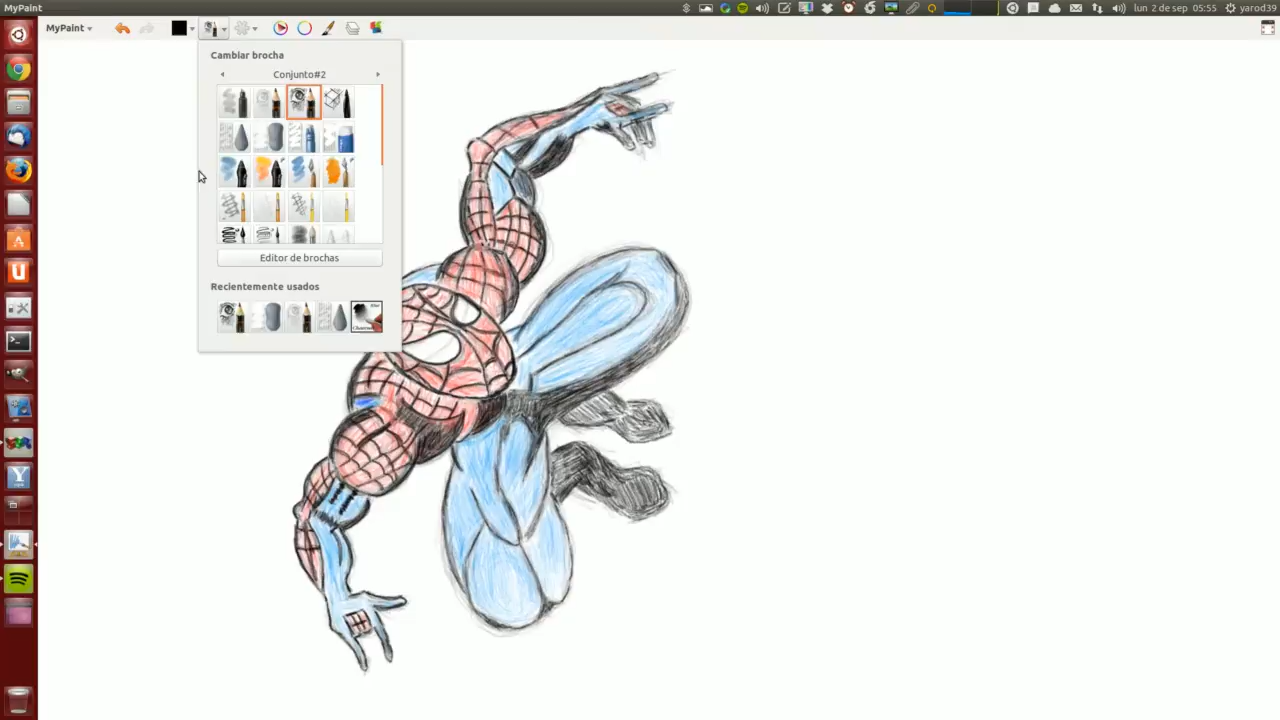 MyPaint
lun 2 de sep 05:55 yarod39
MyPaint
Cambiar brocha
Conjunto#2
Editor de brochas
Recientemente usados